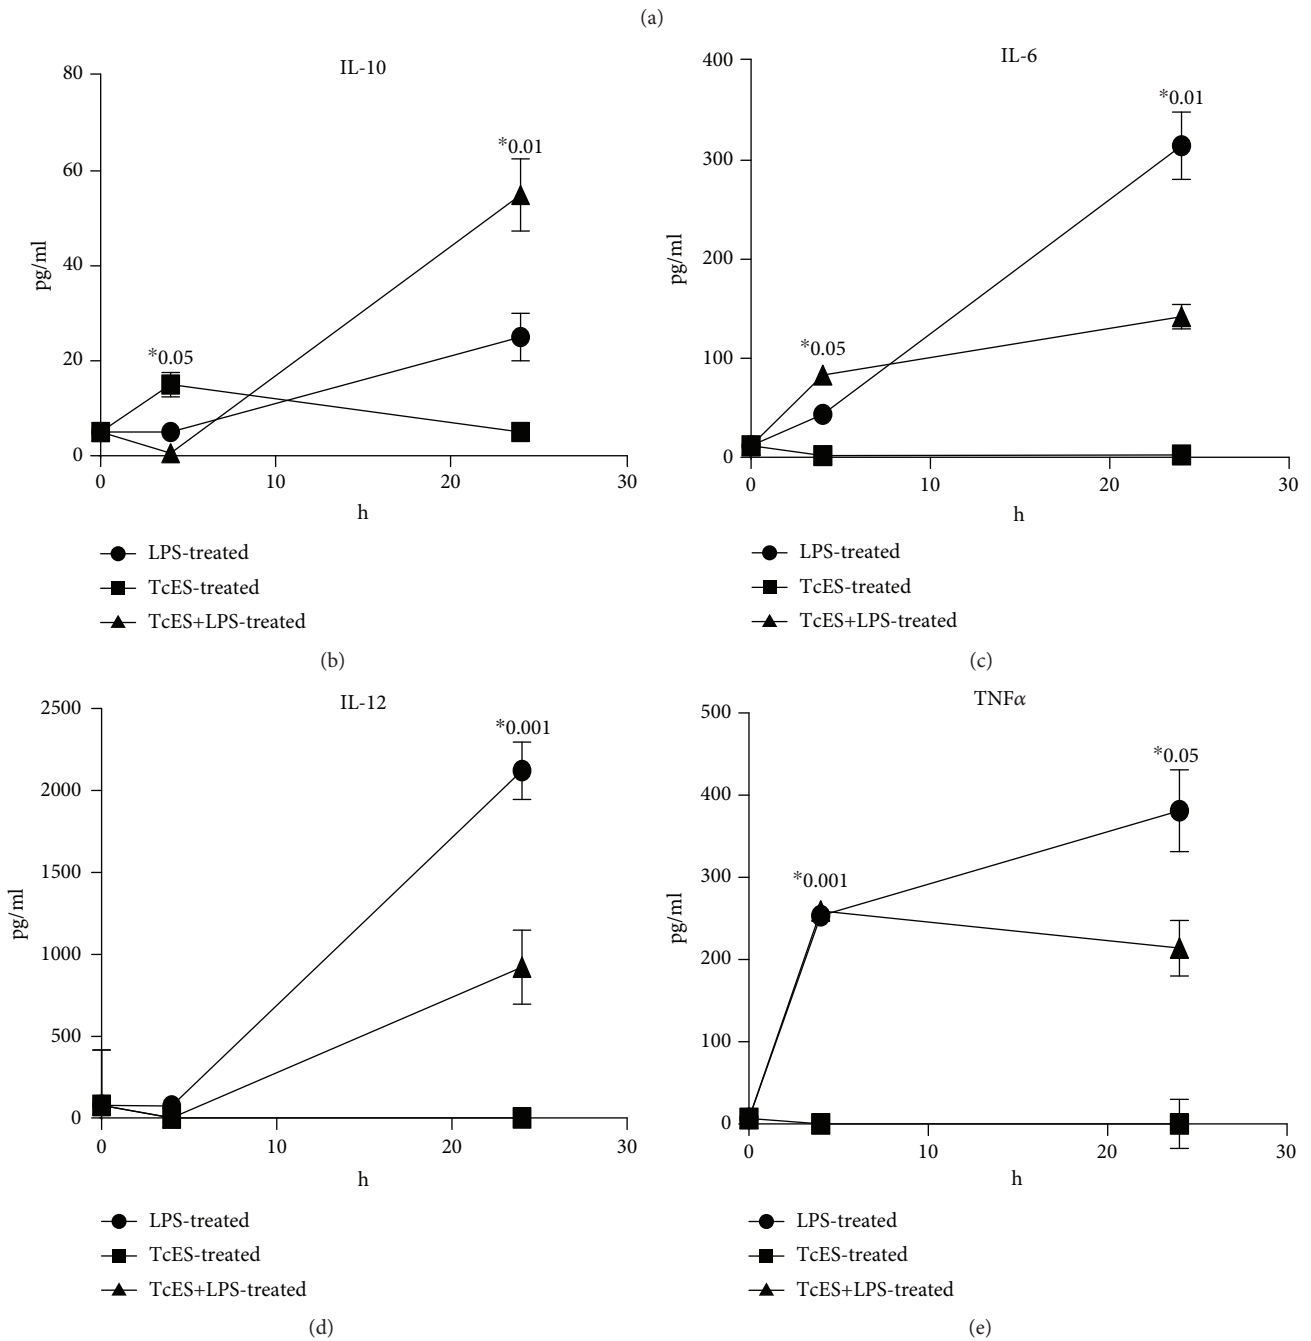 (a)
IL-10
80
60
40
20
0
pg/ml
*0.05
*0.01
0 10 20 30
h
LPS-treated
TcES-treated
TcES+LPS-treated
(b)
IL-6
400
300
200
100
0
pg/ml
*0.05
*0.01
0 10 20 30
h
LPS-treated
TcES-treated
TcES+LPS-treated
(c)
IL-12
2500
2000
1500
1000
500
0
pg/ml
*0.001
0 10 20 30
h
LPS-treated
TcES-treated
TcES+LPS-treated
(d)
TNFα
500
400
300
200
100
0
pg/ml
*0.001
*0.05
0 10 20 30
h
LPS-treated
TcES-treated
TcES+LPS-treated
(e)